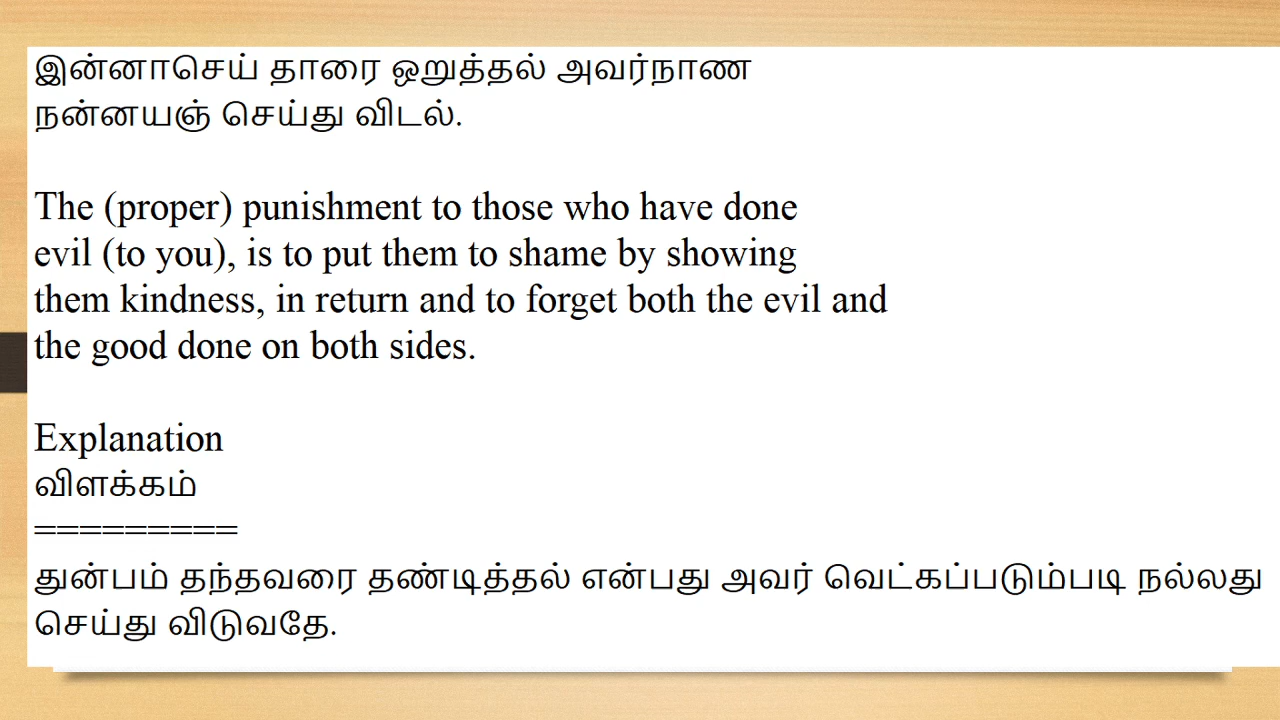 இன்னாசெய் தாரை ஒறுத்தல் அவர்நாண
நன்னயஞ் செய்து விடல்.
The (proper) punishment to those who have done
evil (to you), is to put them to shame by showing
them kindness, in return and to forget both the evil and
the good done on both sides.
Explanation
விளக்கம்
=========
துன்பம் தந்தவரை தண்டித்தல் என்பது அவர் வெட்கப்படும்படி நல்லது
செய்து விடுவதே.